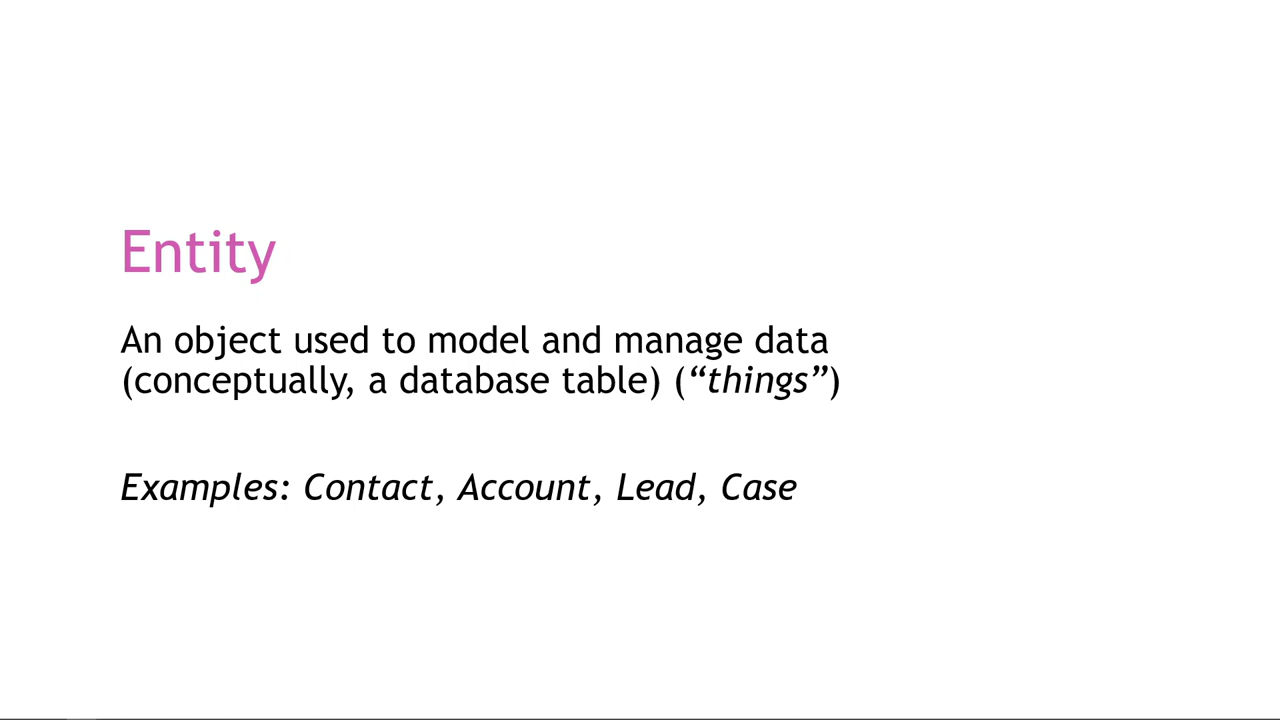 Entity
An object used to model and manage data
(conceptually, a database table) (“things”)
Examples: Contact, Account, Lead, Case